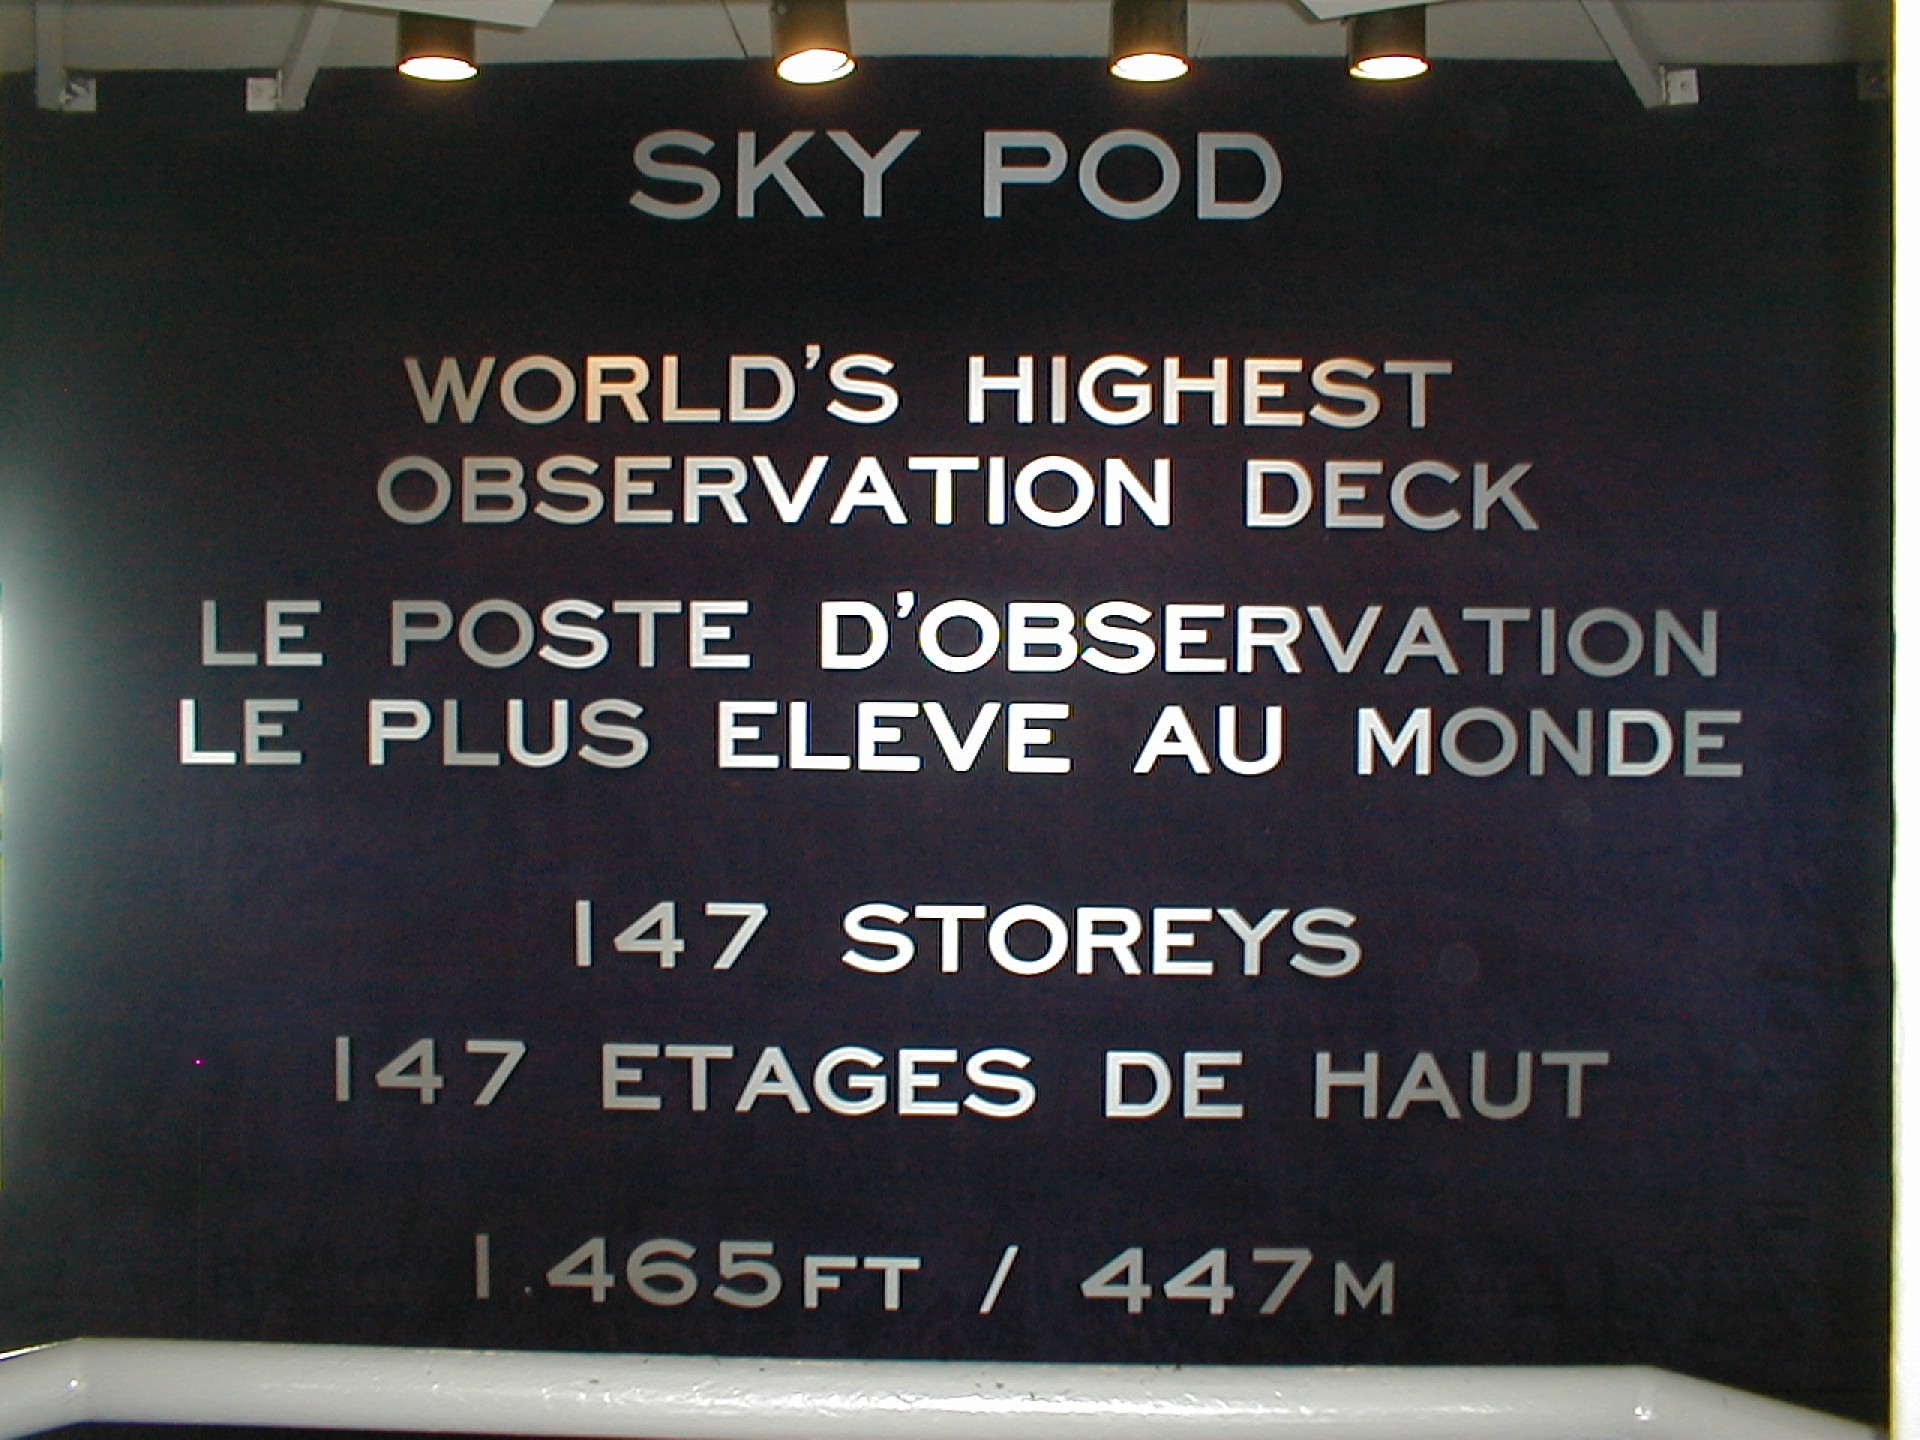 SKY POD
WORLD'S HIGHEST
OBSERVATION DECK
LE POSTE D'OBSERVATION
LE PLUS ELEVE AU MONDE
147 STOREYS
147 ETAGES DE HAUT
1.465FT / 447M